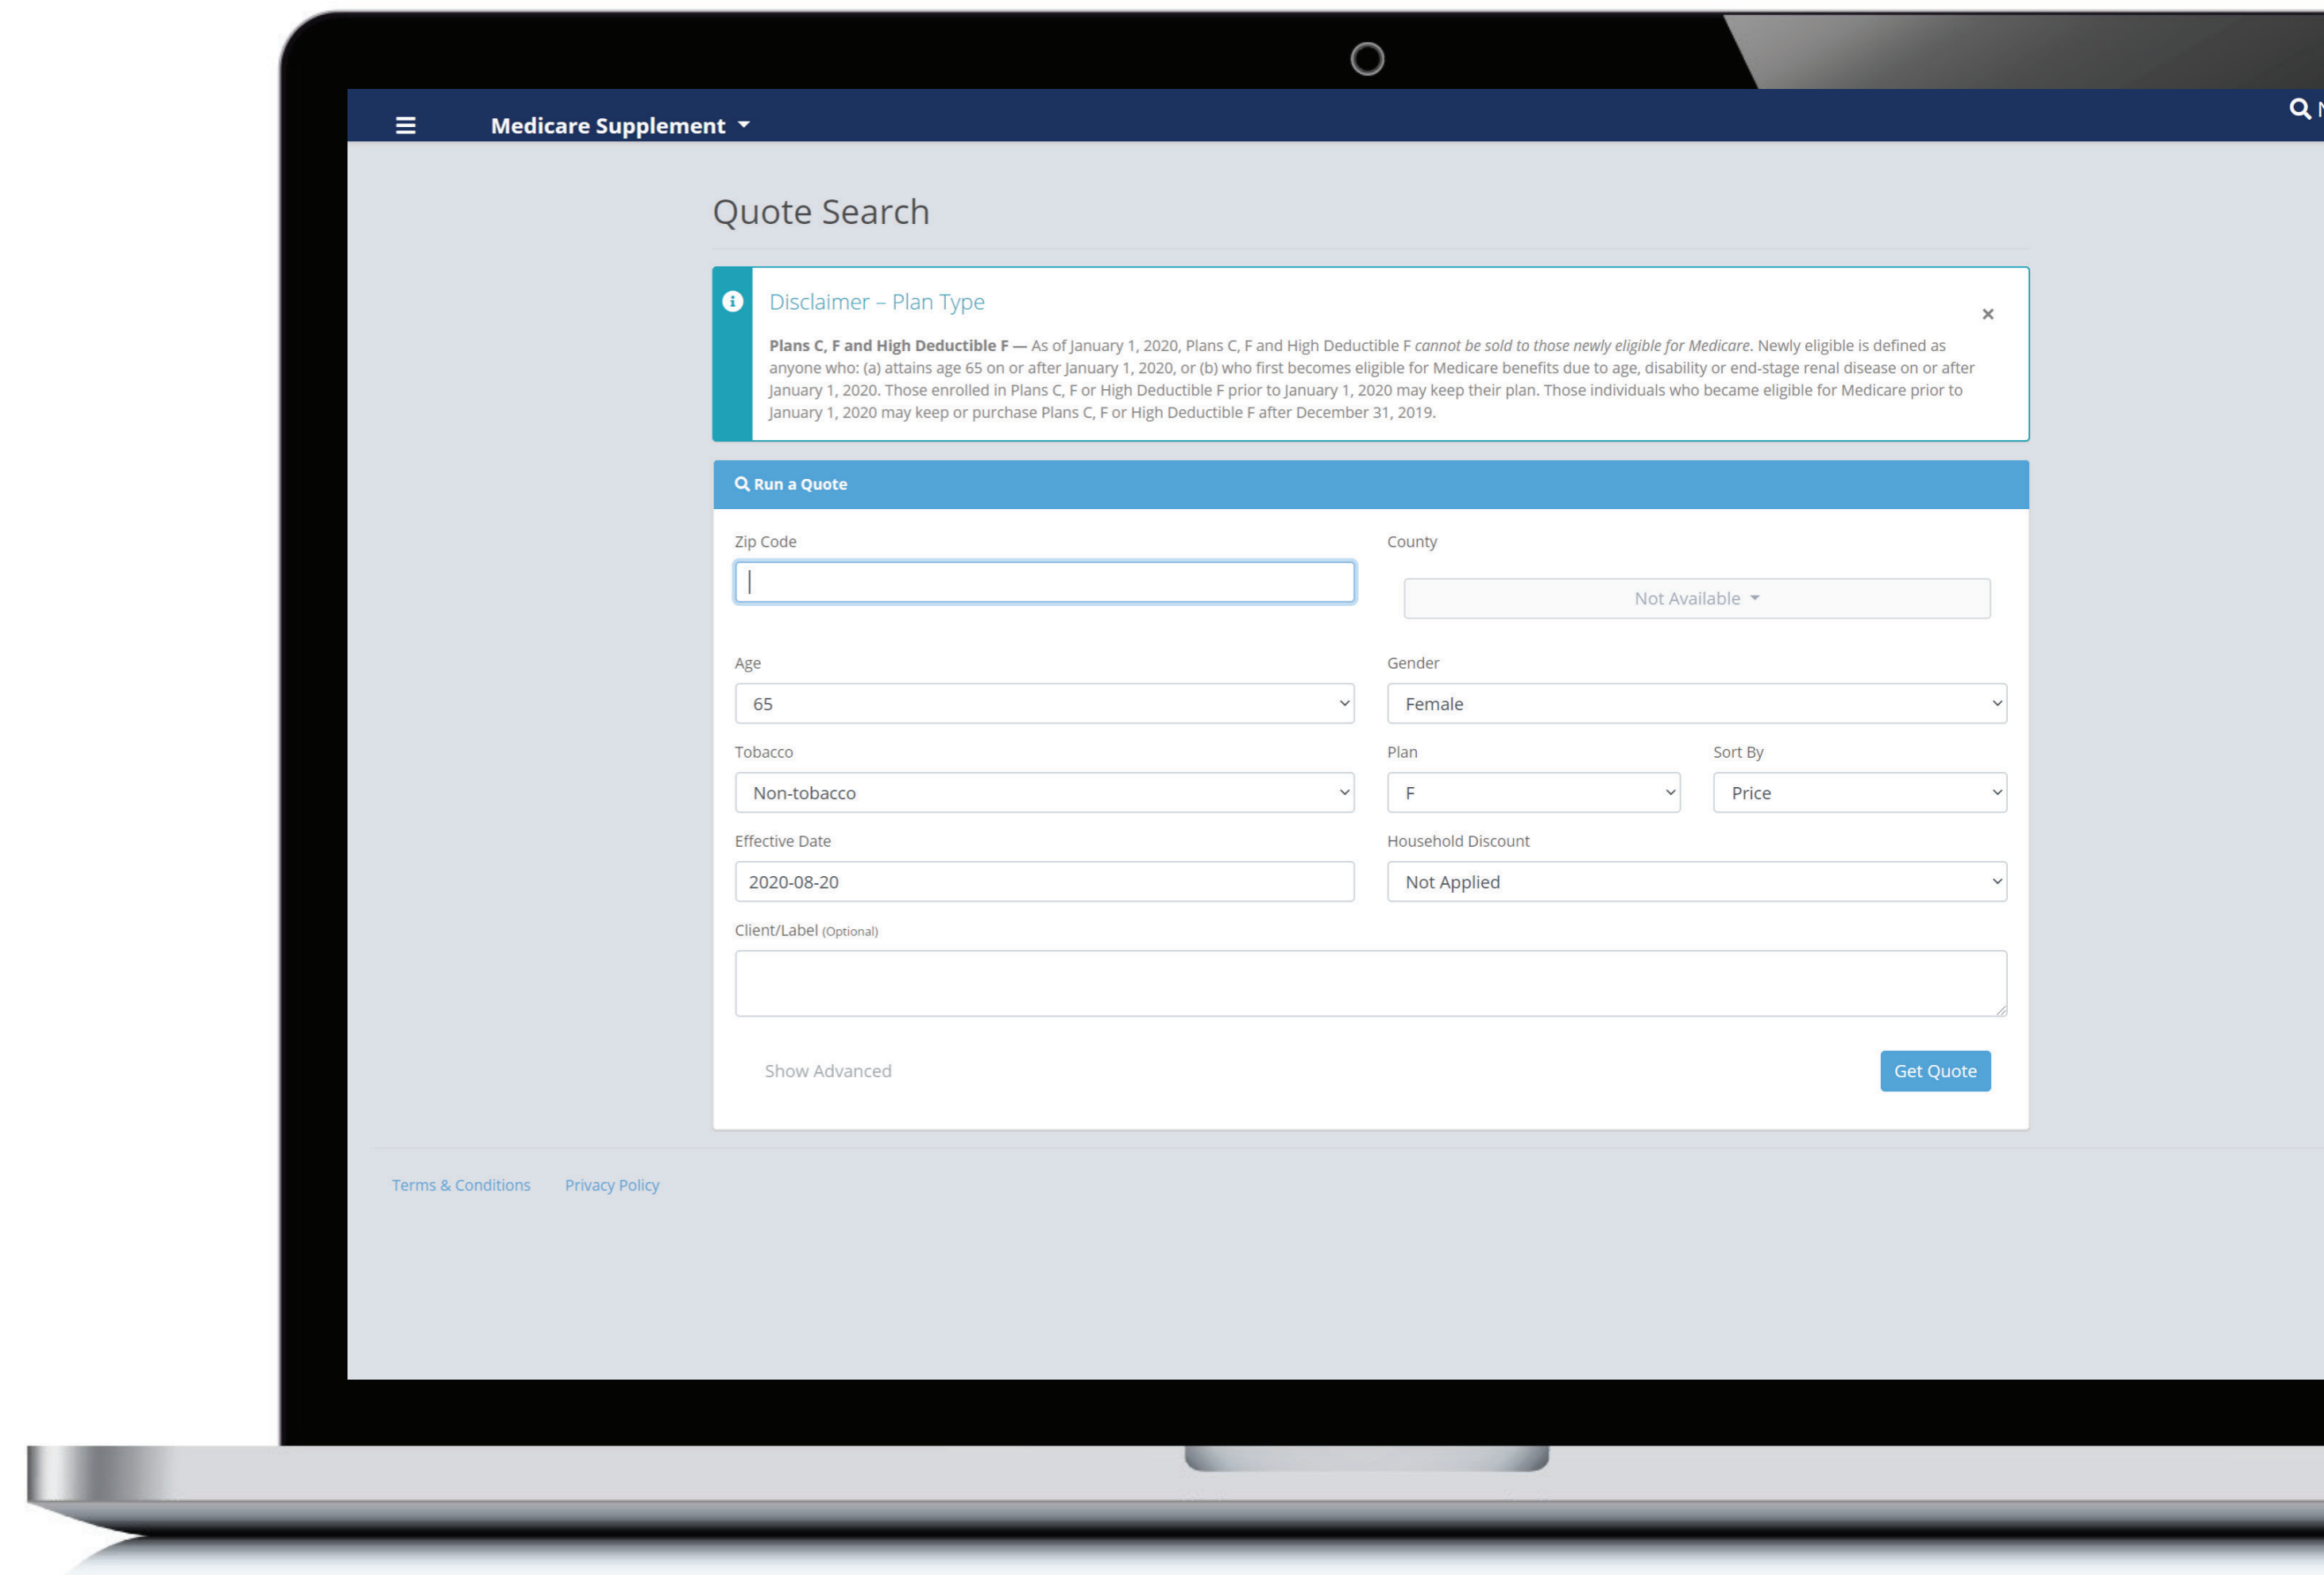 Medicare Supplement
Quote Search
Disclaimer – Plan Type
Plans C, F and High Deductible F — As of January 1, 2020, Plans C, F and High Deductible F cannot be sold to those newly eligible for Medicare. Newly eligible is defined as
anyone who: (a) attains age 65 on or after January 1, 2020, or (b) who first becomes eligible for Medicare benefits due to age, disability or end-stage renal disease on or after
January 1, 2020. Those enrolled in Plans C, F or High Deductible F prior to January 1, 2020 may keep their plan. Those individuals who became eligible for Medicare prior to
January 1, 2020 may keep or purchase Plans C, F or High Deductible F after December 31, 2019.
Run a Quote
Zip Code
County
Not Available
Age
Gender
65
Female
Tobacco
Plan
Sort By
Non-tobacco
F
Price
Effective Date
Household Discount
2020-08-20
Not Applied
Client/Label (Optional)
Show Advanced
Get Quote
Terms & Conditions
Privacy Policy